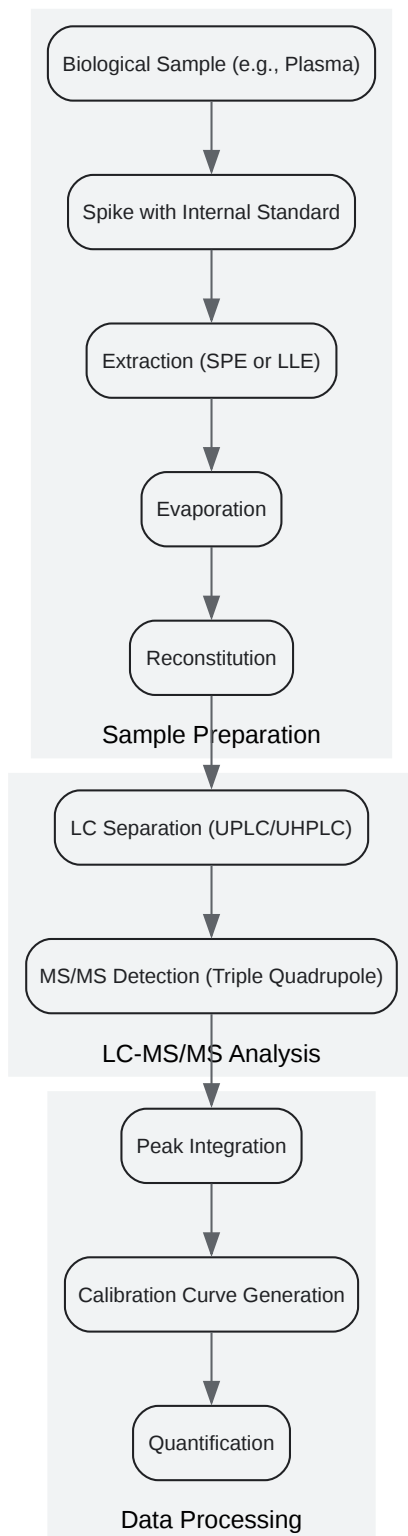 Biological Sample (e.g., Plasma)
Spike with Internal Standard
Extraction (SPE or LLE)
Evaporation
Reconstitution
Sample Preparation
LC Separation (UPLC/UHPLC)
MS/MS Detection (Triple Quadrupole)
LC-MS/MS Analysis
Peak Integration
Calibration Curve Generation
Quantification
Data Processing